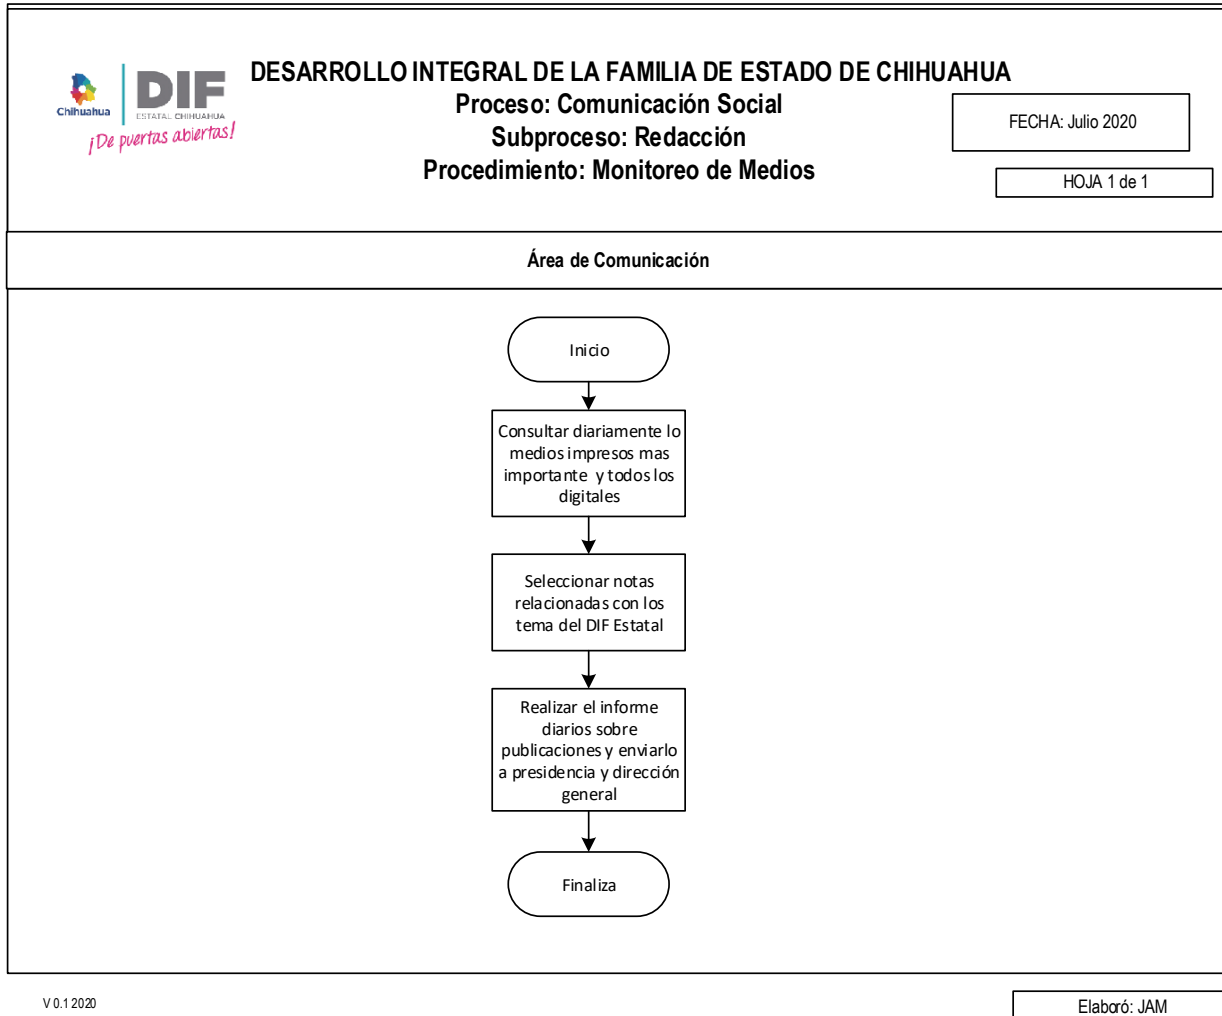 Chihuahua
DIF
ESTATAL CHIHUAHUA
¡De puertas abiertas!
DESARROLLO INTEGRAL DE LA FAMILIA DE ESTADO DE CHIHUAHUA
Proceso: Comunicación Social
Subproceso: Redacción
Procedimiento: Monitoreo de Medios
FECHA: Julio 2020
HOJA 1 de 1
Área de Comunicación
Inicio
Consultar diariamente lo
medios impresos mas
importante y todos los
digitales
Seleccionar notas
relacionadas con los
tema del DIF Estatal
Realizar el informe
diarios sobre
publicaciones y enviarlo
a presidencia y dirección
general
Finaliza
V 0.1 2020
Elaboró: JAM